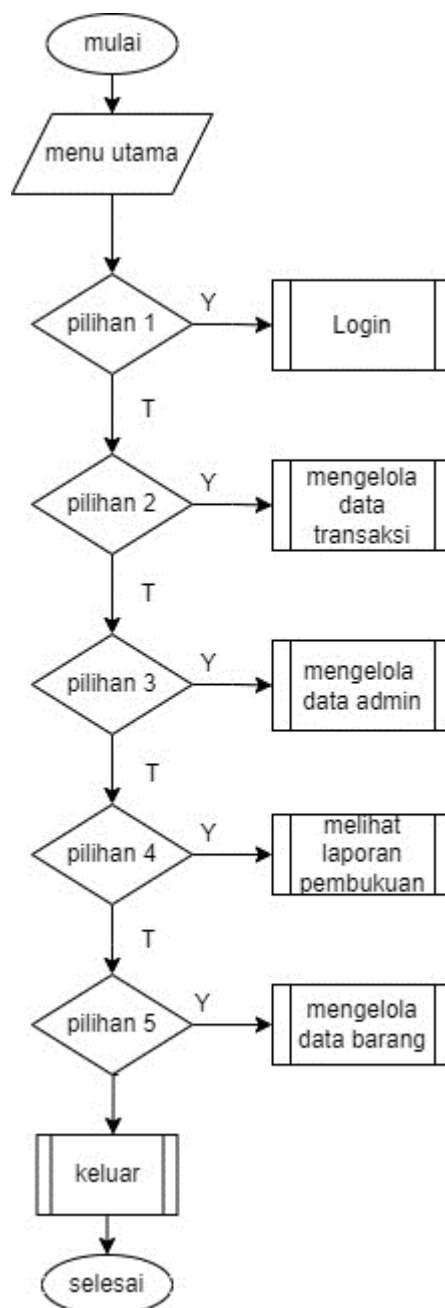 mulai
menu utama
pilihan 1
Y
Login
T
pilihan 2
Y
mengelola
data
transaksi
T
pilihan 3
Y
mengelola
data admin
T
pilihan 4
Y
melihat
laporan
pembukuan
T
pilihan 5
Y
mengelola
data barang
keluar
selesai